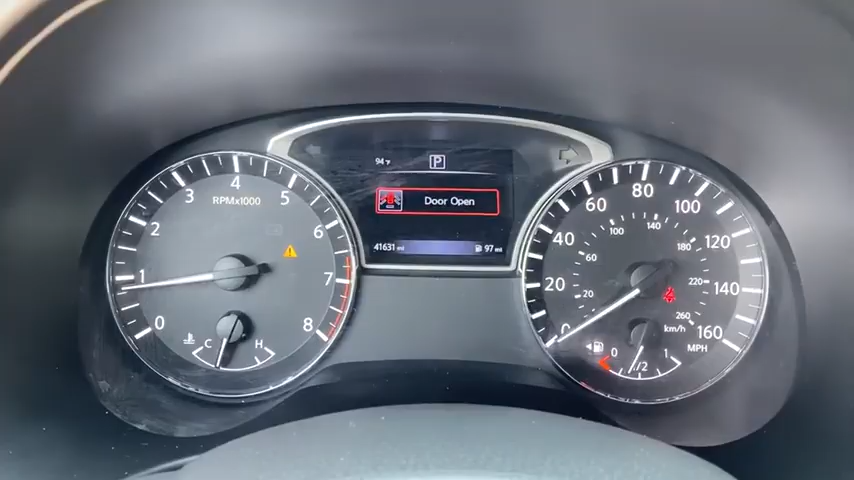 94°F P
Door Open
41631 mi 97 mi
0 1 2 3 4 5 6 7 8
RPMx1000
C H
0 20 40 60 80 100 120 140 160
20 60 100 140 180 220 260
km/h
MPH
0 1/2 1